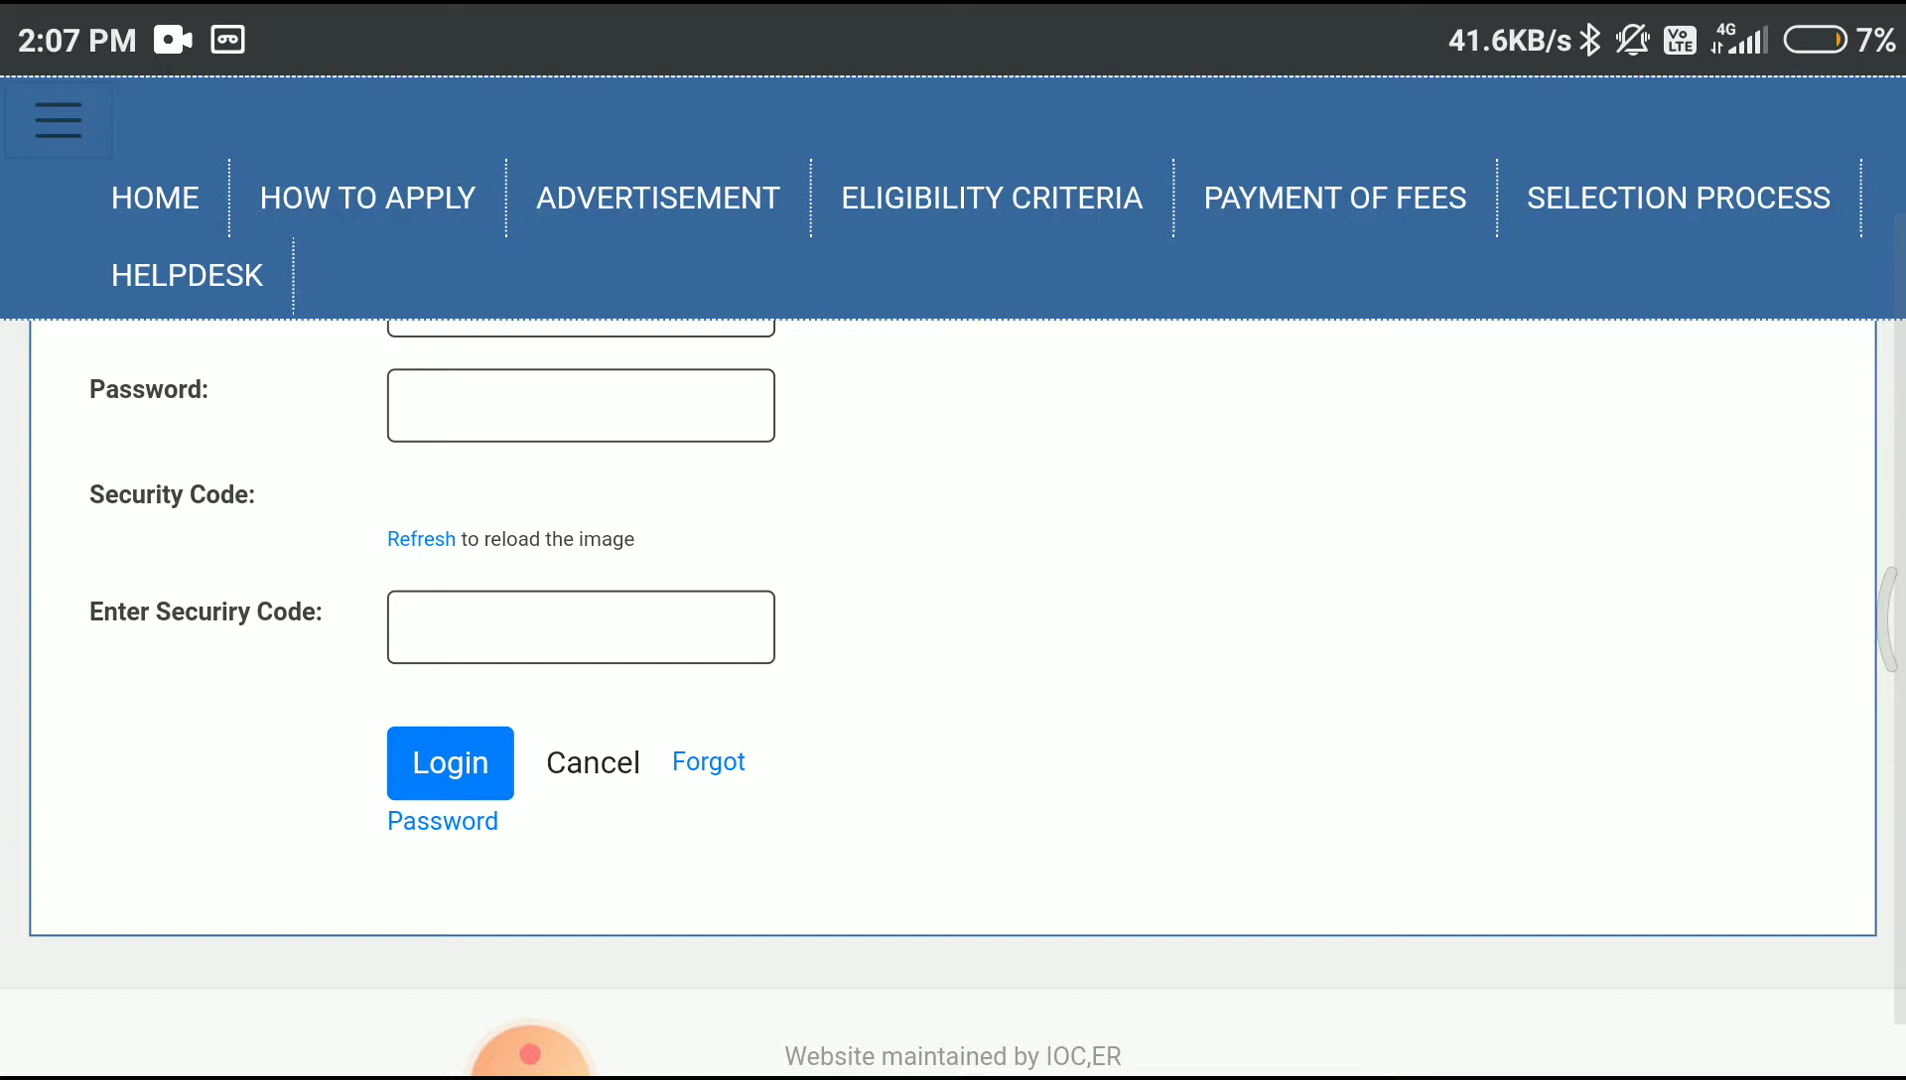 2:07 PM 41.6KB/s Vo LTE 4G 7%
HOME HOW TO APPLY ADVERTISEMENT ELIGIBILITY CRITERIA PAYMENT OF FEES SELECTION PROCESS
HELPDESK
Password:
Security Code:
Refresh to reload the image
Enter Securiry Code:
Login Cancel Forgot
Password
Website maintained by IOC,ER